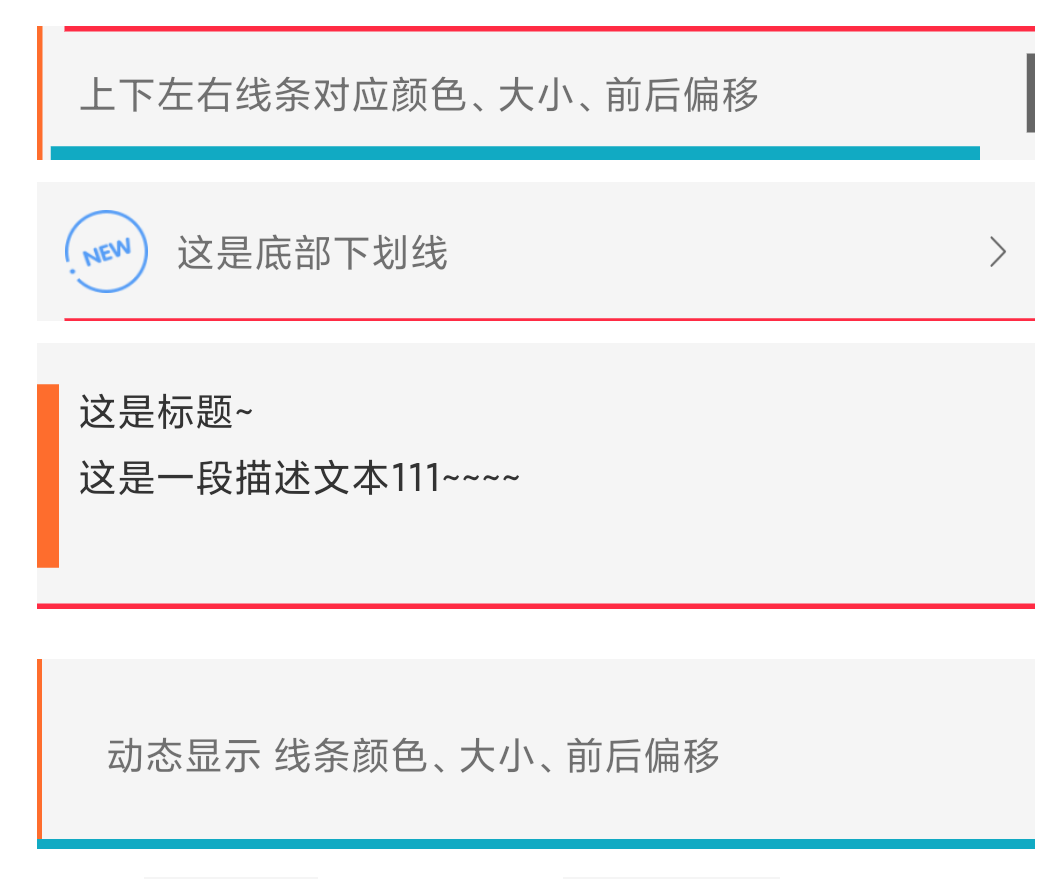 上下左右线条对应颜色、大小、前后偏移
NEW
这是底部下划线
这是标题~
这是一段描述文本111~~~~
动态显示 线条颜色、大小、前后偏移